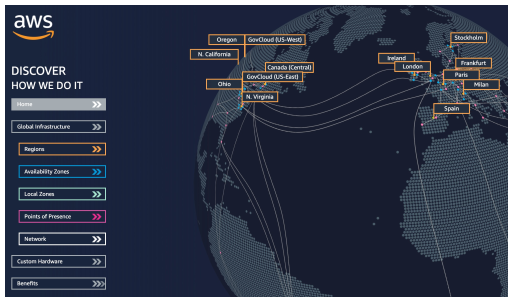 aws
DISCOVER
HOW WE DO IT
Home
Global Infrastructure
Regions
Availability Zones
Local Zones
Points of Presence
Network
Custom Hardware
Benefits
Oregon
GovCloud (US-West)
N. California
Canada (Central)
GovCloud (US-East)
Ohio
N. Virginia
Stockholm
Ireland
London
Frankfurt
Paris
Milan
Spain